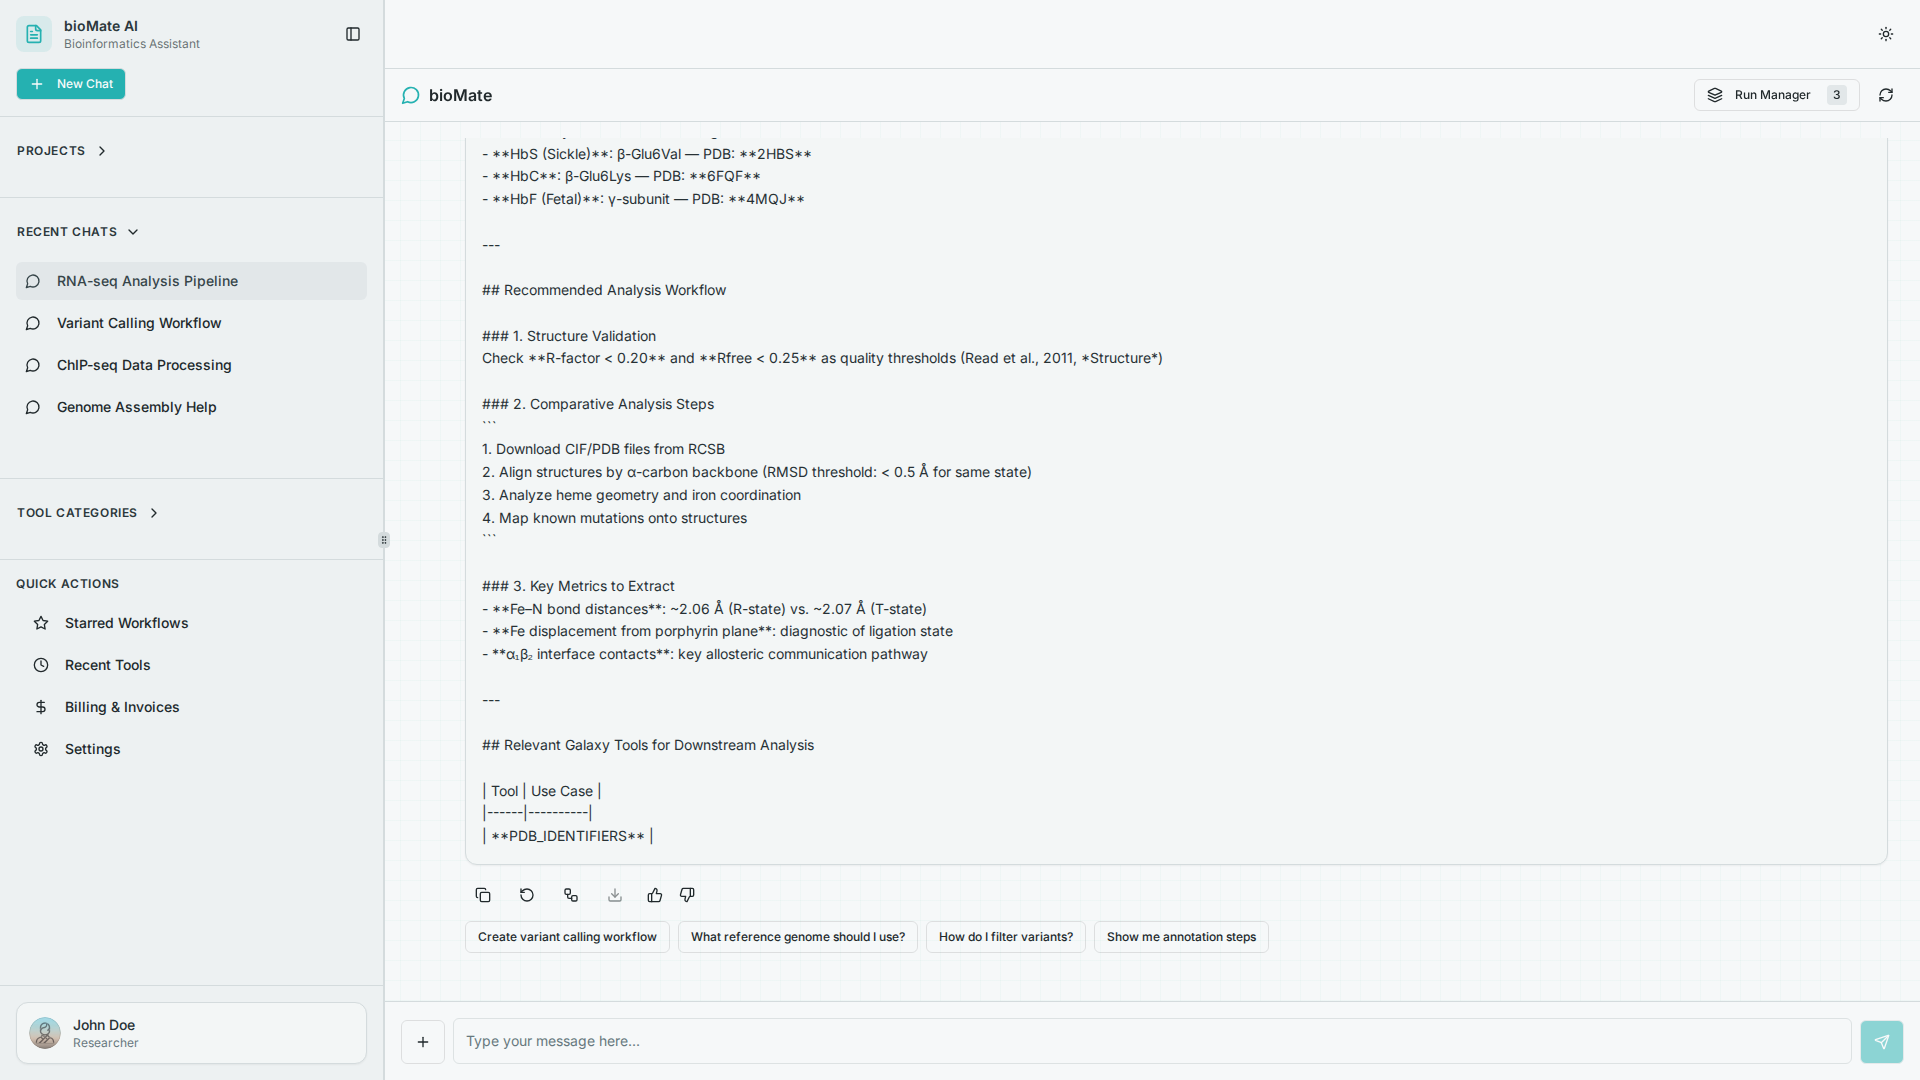 bioMate AI
Bioinformatics Assistant
New Chat
PROJECTS
RECENT CHATS
RNA-seq Analysis Pipeline
Variant Calling Workflow
ChIP-seq Data Processing
Genome Assembly Help
TOOL CATEGORIES
QUICK ACTIONS
Starred Workflows
Recent Tools
Billing & Invoices
Settings
John Doe
Researcher
bioMate
Run Manager 3
- **HbS (Sickle)**: β-Glu6Val — PDB: **2HBS**
- **HbC**: β-Glu6Lys — PDB: **6FQF**
- **HbF (Fetal)**: γ-subunit — PDB: **4MQJ**
---
## Recommended Analysis Workflow
### 1. Structure Validation
Check **R-factor < 0.20** and **Rfree < 0.25** as quality thresholds (Read et al., 2011, *Structure*)
### 2. Comparative Analysis Steps
```
1. Download CIF/PDB files from RCSB
2. Align structures by α-carbon backbone (RMSD threshold: < 0.5 Å for same state)
3. Analyze heme geometry and iron coordination
4. Map known mutations onto structures
```
### 3. Key Metrics to Extract
- **Fe–N bond distances**: ~2.06 Å (R-state) vs. ~2.07 Å (T-state)
- **Fe displacement from porphyrin plane**: diagnostic of ligation state
- **α₁β₂ interface contacts**: key allosteric communication pathway
---
## Relevant Galaxy Tools for Downstream Analysis
| Tool | Use Case |
|------|----------|
| **PDB_IDENTIFIERS** |
Create variant calling workflow
What reference genome should I use?
How do I filter variants?
Show me annotation steps
Type your message here...